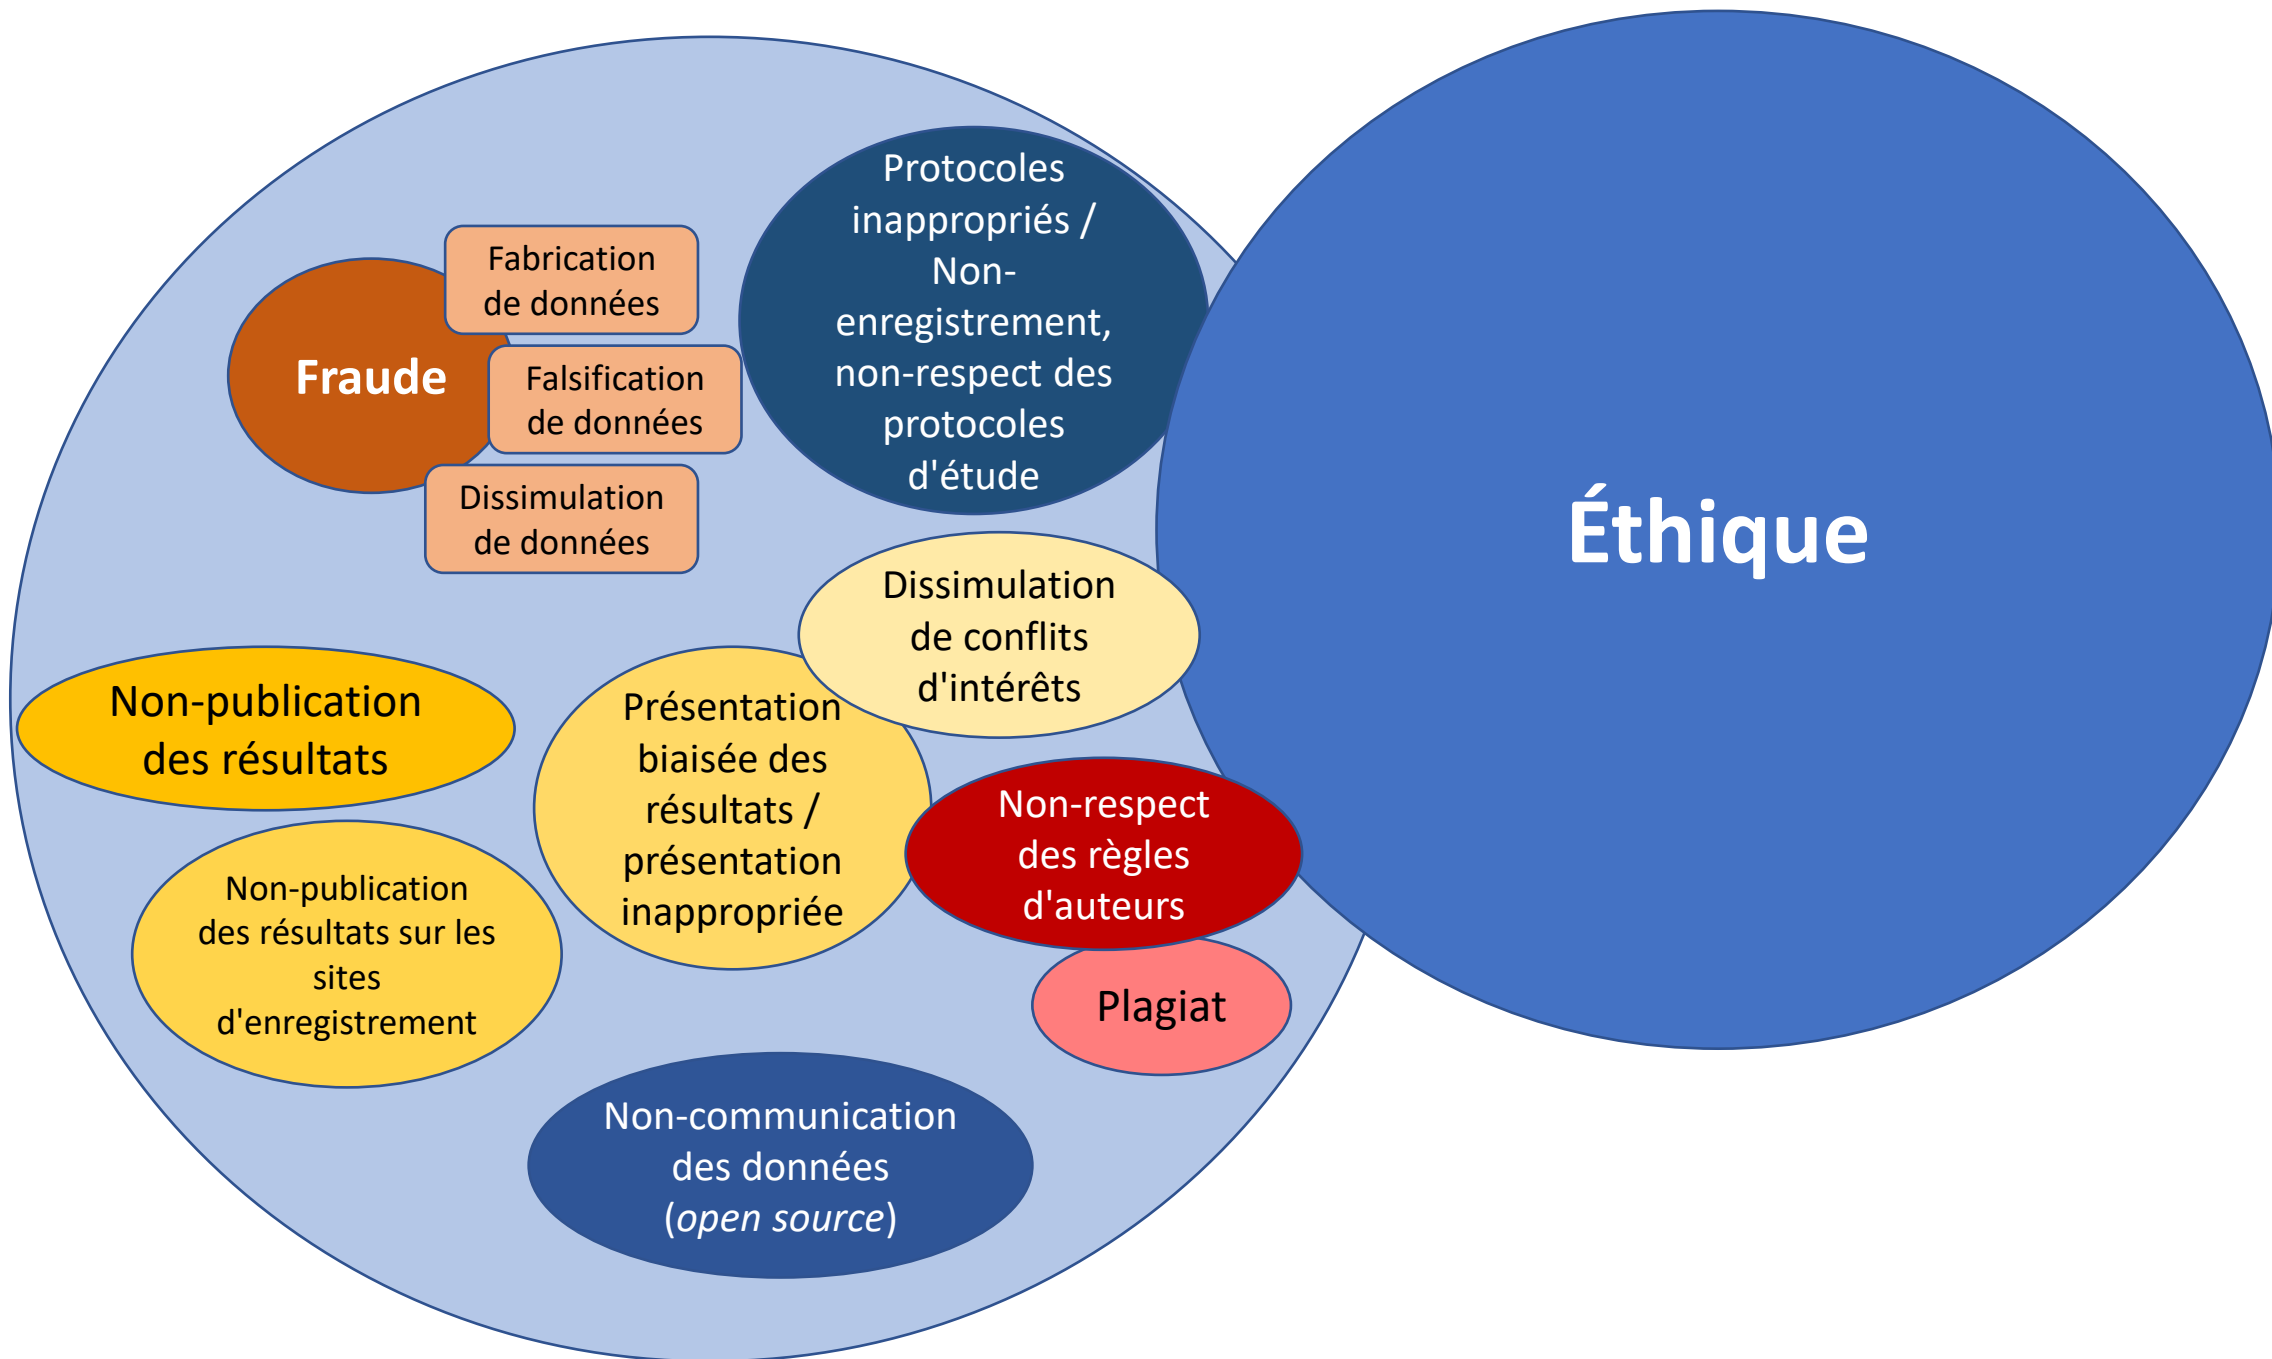 Protocoles
inappropriés /
Non-
enregistrement,
non-respect des
protocoles
d'étude
Fabrication
de données
Fraude
Falsification
de données
Dissimulation
de données
Éthique
Dissimulation
de conflits
d'intérêts
Non-publication
des résultats
Présentation
biaisée des
résultats /
présentation
inappropriée
Non-respect
des règles
d'auteurs
Non-publication
des résultats sur les
sites
d'enregistrement
Plagiat
Non-communication
des données
(open source)